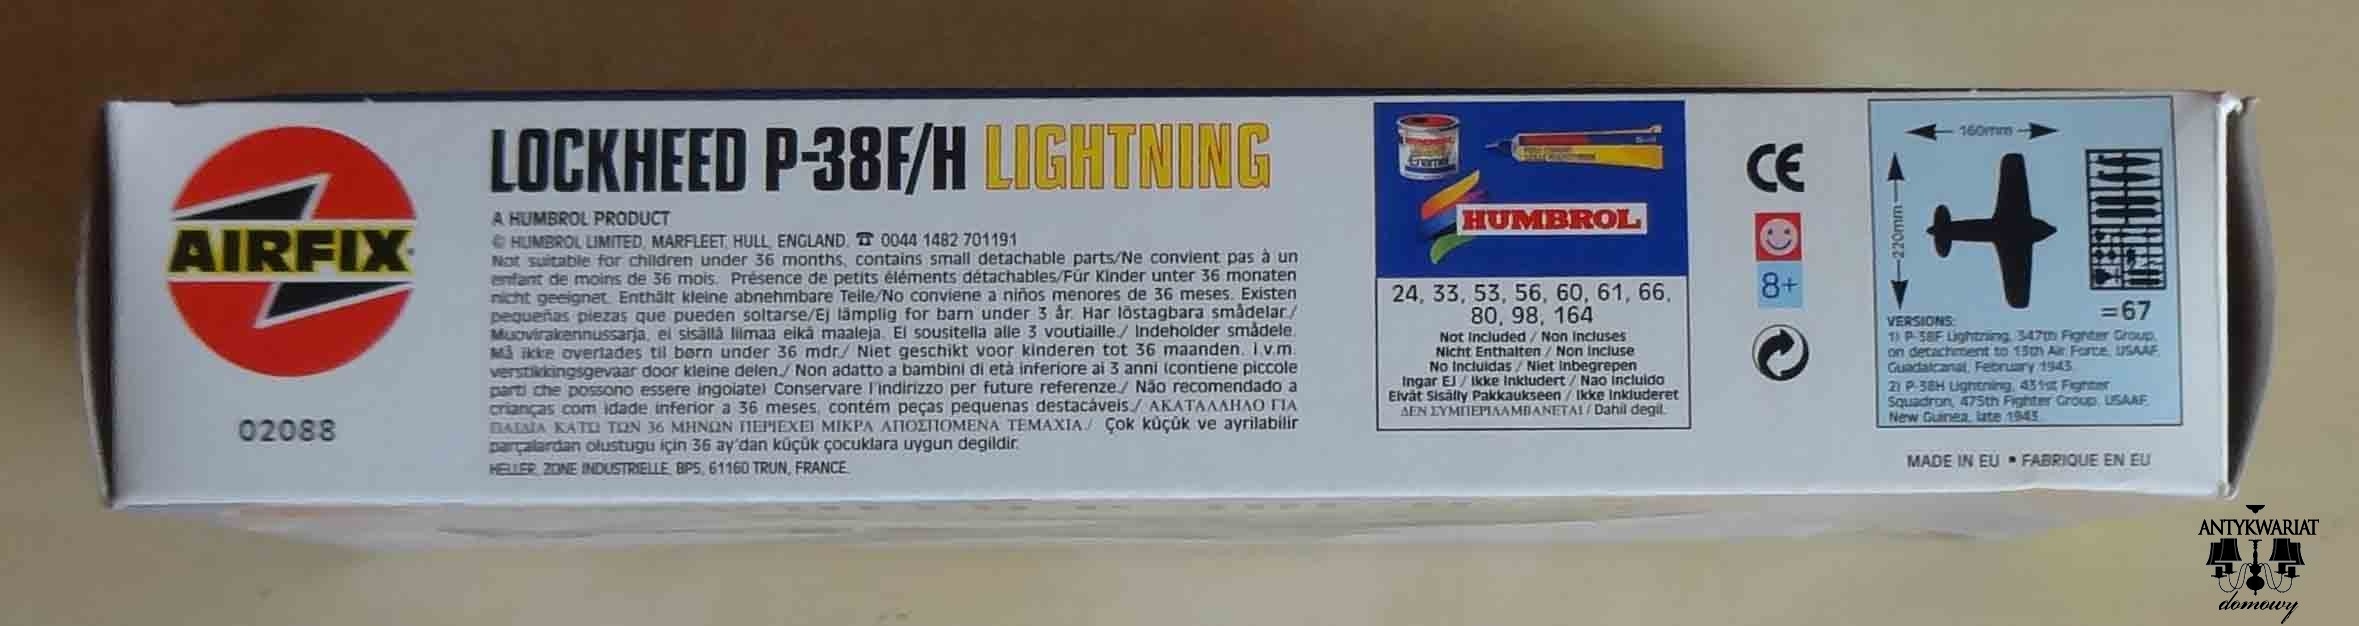 AIRFIX
02088
LOCKHEED P-38F/H LIGHTNING
A HUMBROL PRODUCT
© HUMBROL LIMITED, MARFLEET, HULL, ENGLAND. ☎ 0044 1482 701191
Not suitable for children under 36 months, contains small detachable parts/Ne convient pas à un
enfant de moins de 36 mois. Présence de petits éléments détachables/Für Kinder unter 36 monaten
nicht geeignet. Enthält kleine abnehmbare Teile/No conviene a niños menores de 36 meses. Existen
pequeñas piezas que pueden soltarse/Ej lämplig for barn under 3 år. Har löstagbara smådelar./
Muovirakennussarja, ei sisällä liimaa eikä maaleja. Ei sousitella alle 3 voutiaille./ Indeholder smådele.
Må ikke overlades til børn under 36 mdr./ Niet geschikt voor kinderen tot 36 maanden. I.v.m.
verstikkingsgevaar door kleine delen./ Non adatto a bambini di età inferiore ai 3 anni (contiene piccole
parti che possono essere ingoiate) Conservare l'indirizzo per future referenze./ Não recomendado a
crianças com idade inferior a 36 meses, contém peças pequenas destacáveis./ ΑΚΑΤΑΛΛΗΛΟ ΓΙΑ
ΠΑΙΔΙΑ ΚΑΤΩ ΤΩΝ 36 ΜΗΝΩΝ ΠΕΡΙΕΧΕΙ ΜΙΚΡΑ ΑΠΟΣΠΟΜΕΝΑ ΤΕΜΑΧΙΑ./ Çok küçük ve ayrilabilir
parçalardan olustugu için 36 ay'dan küçük çocuklara uygun degildir.
HELLER, ZONE INDUSTRIELLE, BP5, 61160 TRUN, FRANCE.
HUMBROL
24, 33, 53, 56, 60, 61, 66,
80, 98, 164
Not Included / Non Incluses
Nicht Enthalten / Non Incluse
No Incluidas / Niet Inbegrepen
Ingar EJ / Ikke Inkludert / Nao Incluido
Eivät Sisälly Pakkaukseen / Ikke Inkluderet
ΔΕΝ ΣΥΜΠΕΡΙΛΑΜΒΑΝΕΤΑΙ / Dahil degil.
CE
8+
160mm
220mm
=67
VERSIONS:
1) P-38F Lightning, 347th Fighter Group,
on detachment to 13th Air Force, USAAF,
Guadalcanal, February 1943.
2) P-38H Lightning, 431st Fighter
Squadron, 475th Fighter Group, USAAF,
New Guinea, late 1943.
MADE IN EU • FABRIQUE EN EU
ANTYKWARIAT
domowy